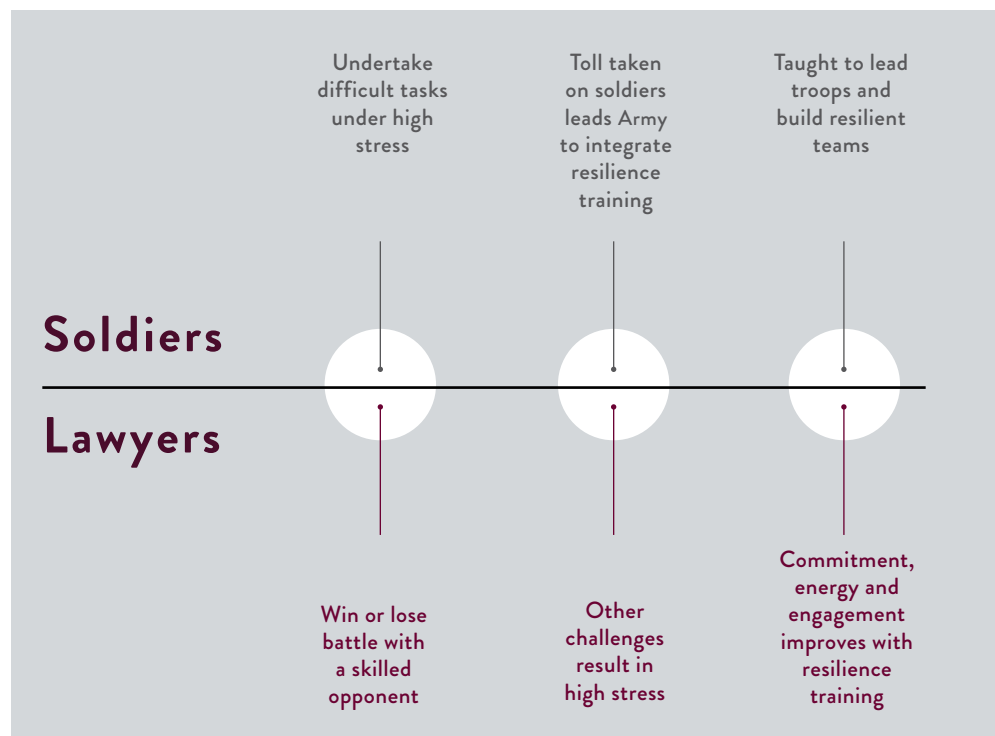 Undertake
difficult tasks
under high
stress
Toll taken
on soldiers
leads Army
to integrate
resilience
training
Taught to lead
troops and
build resilient
teams
Soldiers
Lawyers
Win or lose
battle with
a skilled
opponent
Other
challenges
result in
high stress
Commitment,
energy and
engagement
improves with
resilience
training